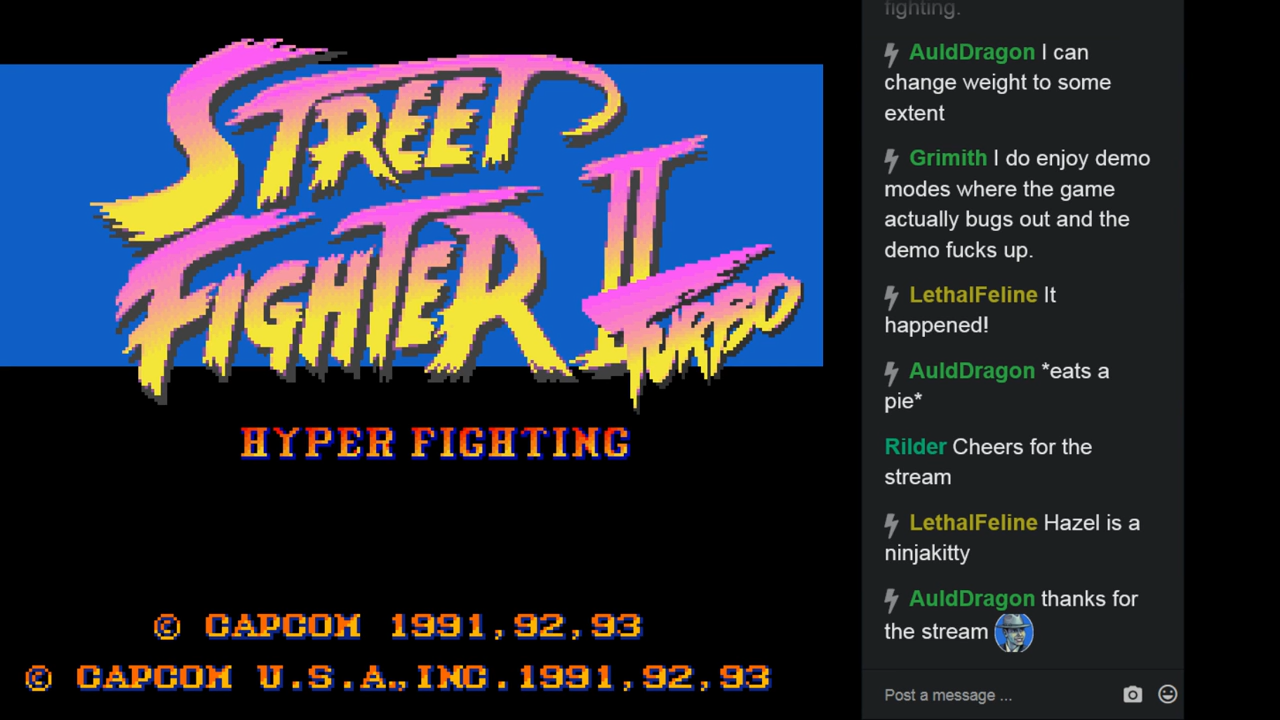 STREET
FIGHTER II
TURBO
HYPER FIGHTING
© CAPCOM 1991,92,93
© CAPCOM U.S.A.,INC.1991,92,93
fighting.
AuldDragon I can
change weight to some
extent
Grimith I do enjoy demo
modes where the game
actually bugs out and the
demo fucks up.
LethalFeline It
happened!
AuldDragon *eats a
pie*
Rilder Cheers for the
stream
LethalFeline Hazel is a
ninjakitty
AuldDragon thanks for
the stream
Post a message ...